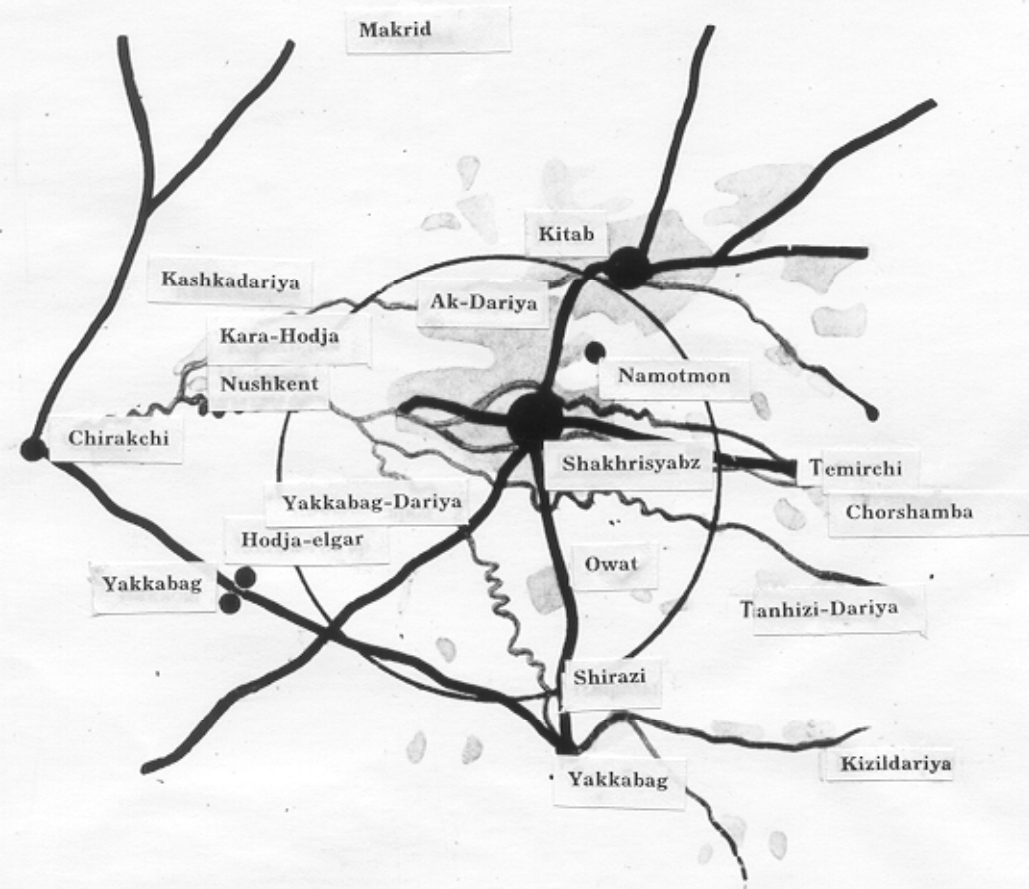 Makrid
Kitab
Kashkadariya
Ak-Dariya
Kara-Hodja
Nushkent
Namotmon
Chirakchi
Shakhrisyabz
Temirchi
Yakkabag-Dariya
Chorshamba
Hodja-elgar
Owat
Yakkabag
Tanhizi-Dariya
Shirazi
Kizildariya
Yakkabag